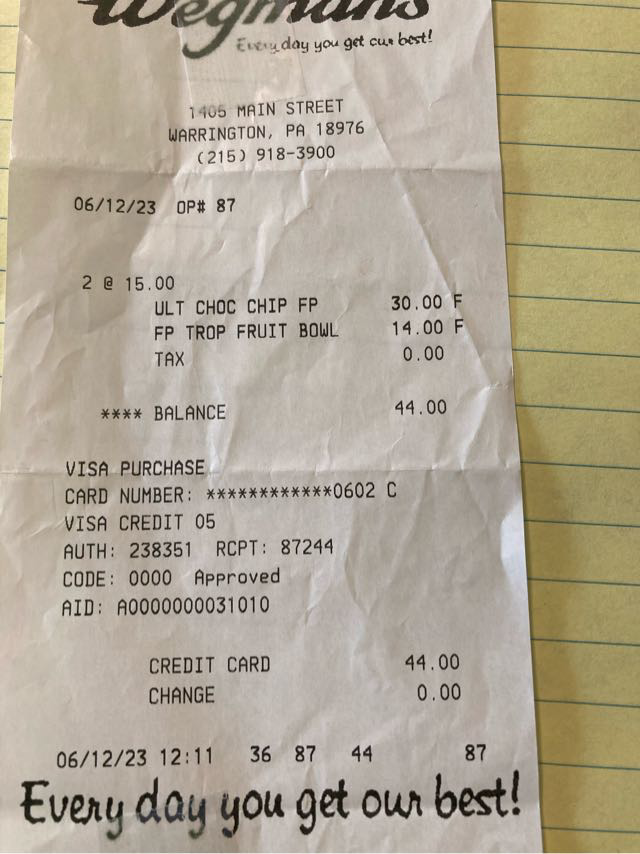 Wegmans
Every day you get our best!
1405 MAIN STREET
WARRINGTON, PA 18976
(215) 918-3900
06/12/23 OP# 87
2 @ 15.00
ULT CHOC CHIP FP 30.00 F
FP TROP FRUIT BOWL 14.00 F
TAX 0.00
**** BALANCE 44.00
VISA PURCHASE
CARD NUMBER: ************0602 C
VISA CREDIT 05
AUTH: 238351 RCPT: 87244
CODE: 0000 Approved
AID: A0000000031010
CREDIT CARD 44.00
CHANGE 0.00
06/12/23 12:11 36 87 44 87
Every day you get our best!